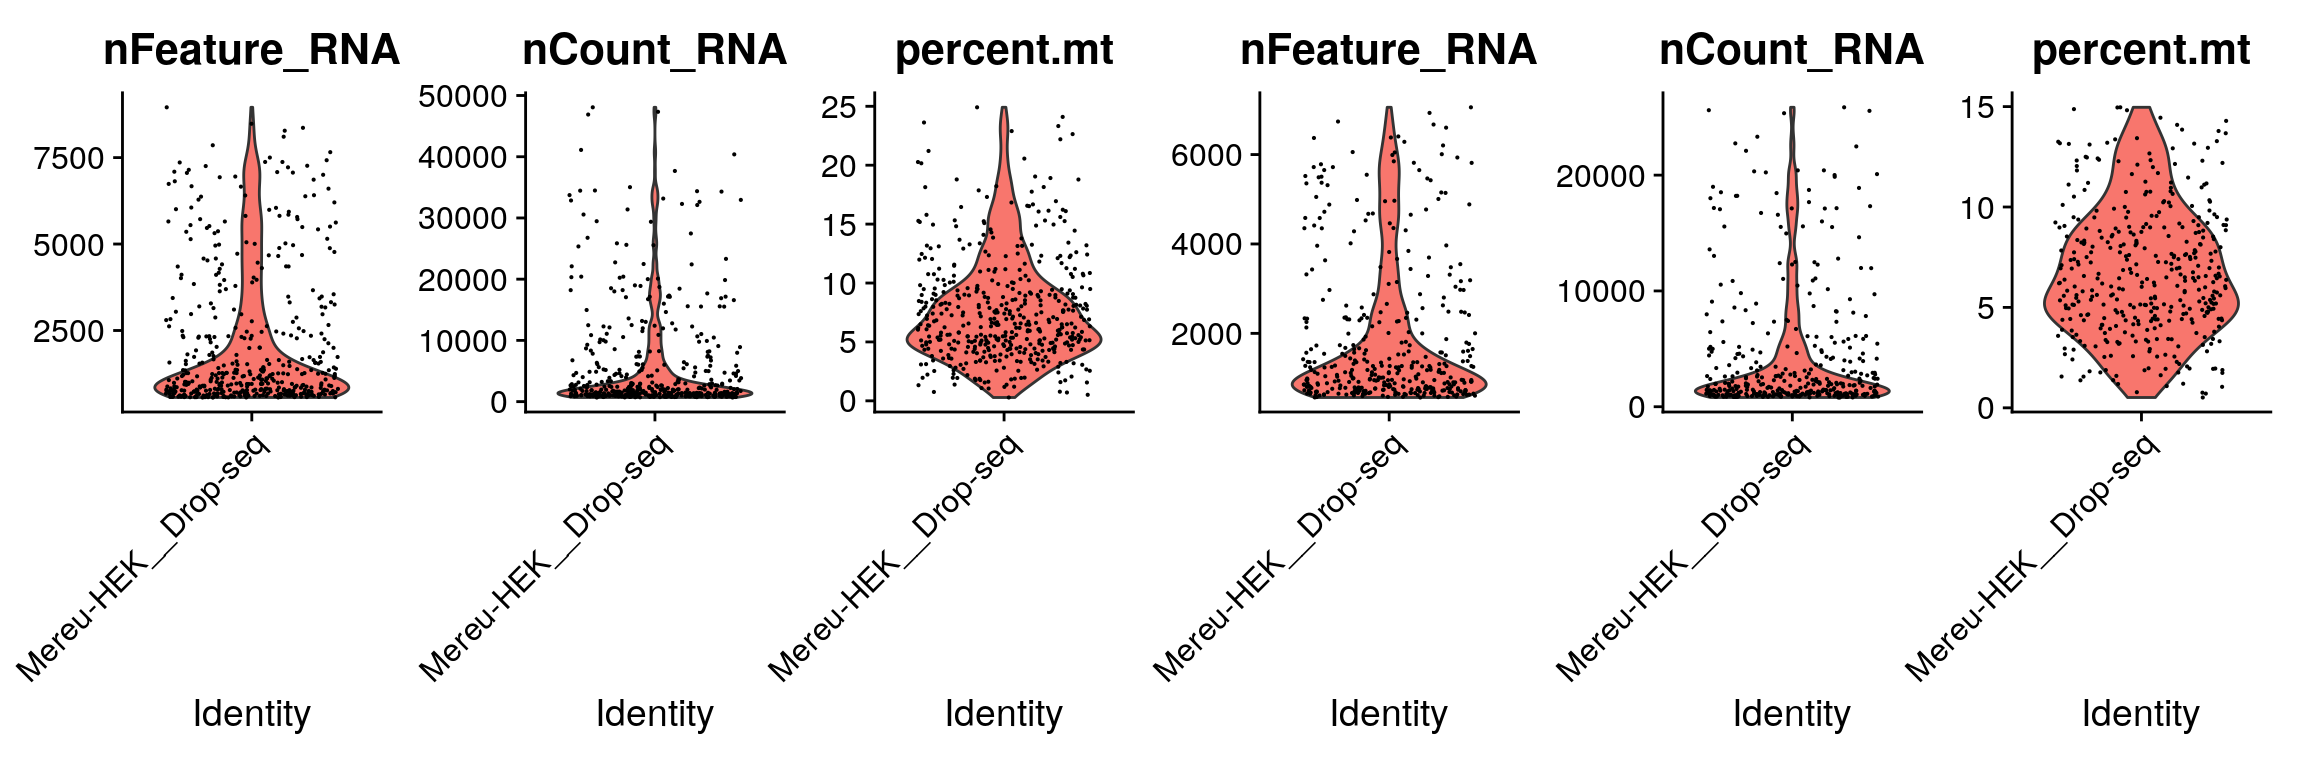 nFeature_RNA
7500
5000
2500
Mereu-HEK__Drop-seq
Identity
nCount_RNA
50000
40000
30000
20000
10000
0
Mereu-HEK__Drop-seq
Identity
percent.mt
25
20
15
10
5
0
Mereu-HEK__Drop-seq
Identity
nFeature_RNA
6000
4000
2000
Mereu-HEK__Drop-seq
Identity
nCount_RNA
20000
10000
0
Mereu-HEK__Drop-seq
Identity
percent.mt
15
10
5
0
Mereu-HEK__Drop-seq
Identity